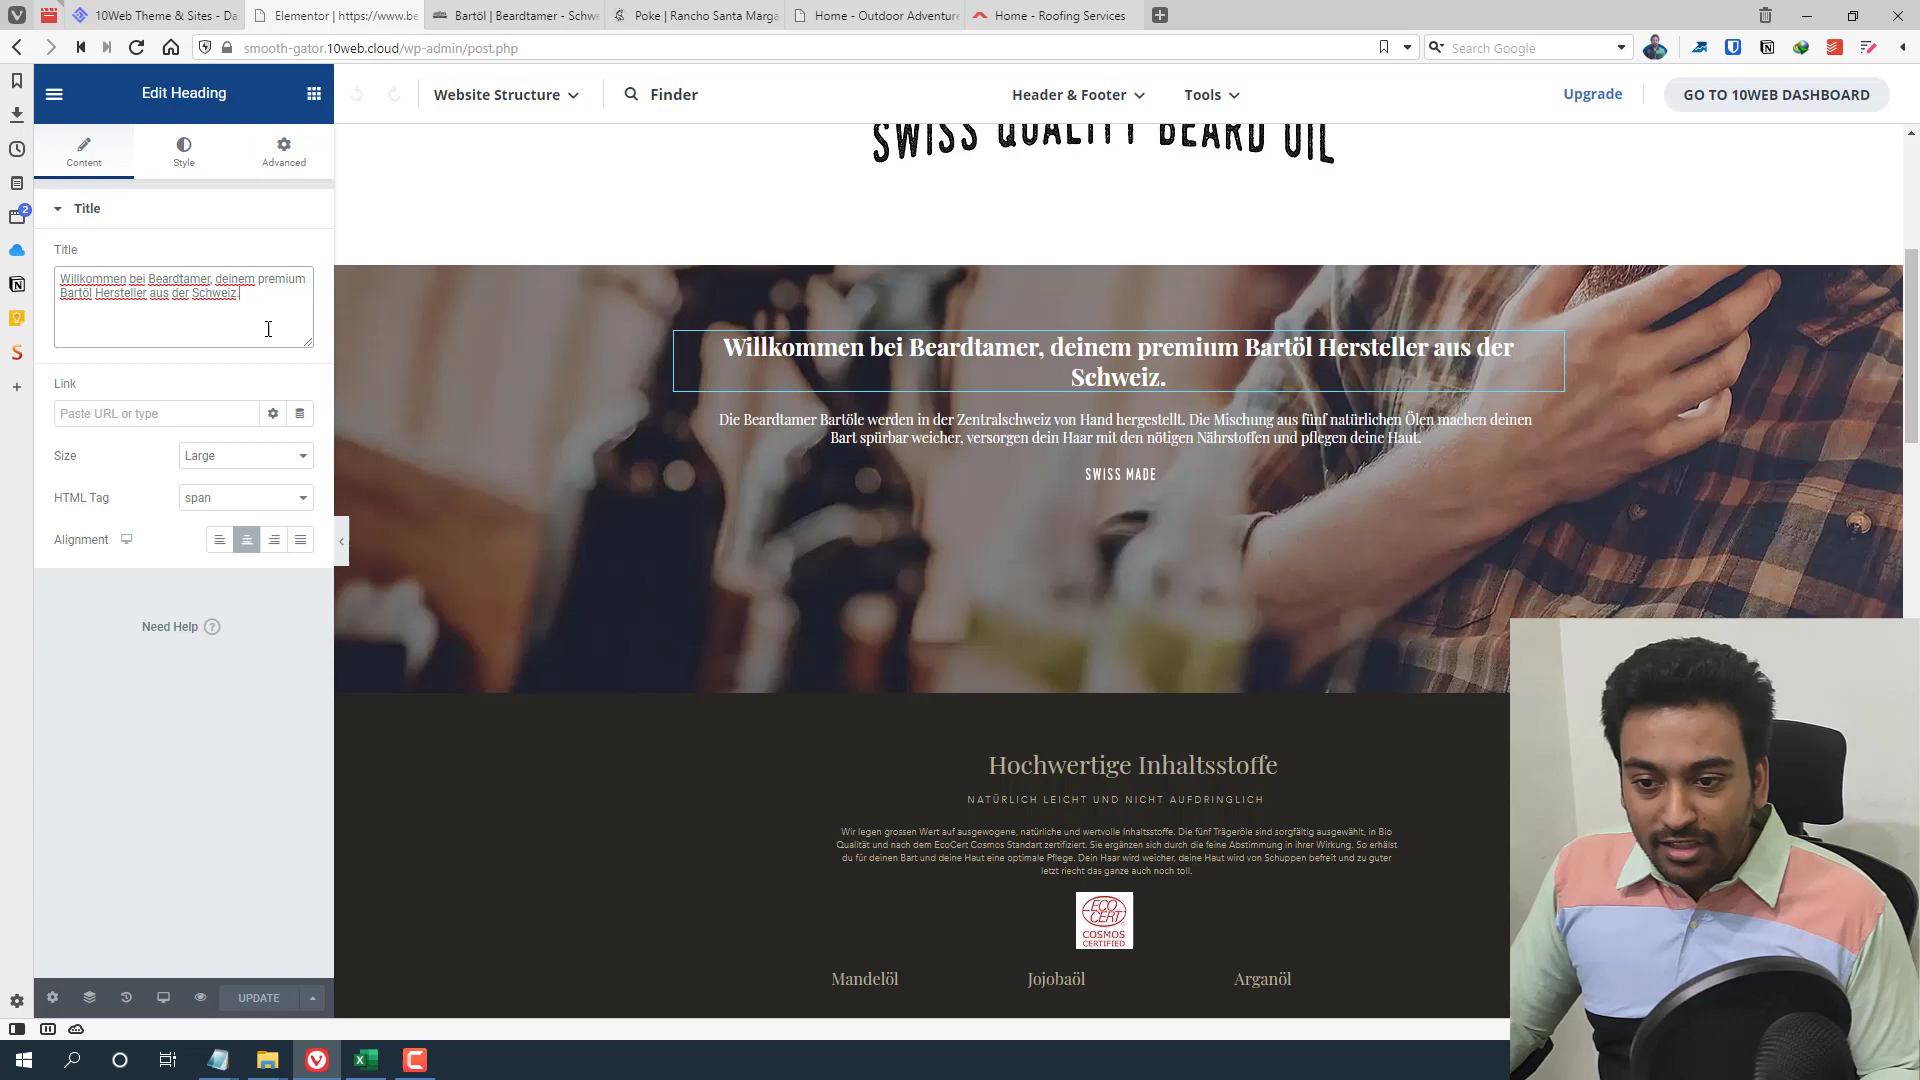 10Web Theme & Sites - Da
Elementor | https://www.be
Bartöl | Beardtamer - Schwe
Poke | Rancho Santa Marga
Home - Outdoor Adventure
Home - Roofing Services
smooth-gator.10web.cloud/wp-admin/post.php
Search Google
Edit Heading
Website Structure
Finder
Header & Footer
Tools
Upgrade
GO TO 10WEB DASHBOARD
Content
Style
Advanced
2
Title
Title
Willkommen bei Beardtamer, deinem premium
Bartöl Hersteller aus der Schweiz.
Link
Paste URL or type
Size
Large
HTML Tag
span
Alignment
Need Help
?
UPDATE
SWISS QUALITY BEARD OIL
Willkommen bei Beardtamer, deinem premium Bartöl Hersteller aus der
Schweiz.
Die Beardtamer Bartöle werden in der Zentralschweiz von Hand hergestellt. Die Mischung aus fünf natürlichen Ölen machen deinen
Bart spürbar weicher, versorgen dein Haar mit den nötigen Nährstoffen und pflegen deine Haut.
SWISS MADE
Hochwertige Inhaltsstoffe
NATÜRLICH LEICHT UND NICHT AUFDRINGLICH
Wir legen grossen Wert auf ausgewogene, natürliche und wertvolle Inhaltsstoffe. Die fünf Trägeröle sind sorgfältig ausgewählt, in Bio
Qualität und nach dem EcoCert Cosmos Standart zertifiziert. Sie ergänzen sich durch die feine Abstimmung in ihrer Wirkung. So erhälst
du für deinen Bart und deine Haut eine optimale Pflege. Dein Haar wird weicher, deine Haut wird von Schuppen befreit und zu guter
letzt riecht das ganze auch noch toll.
ECO
CERT
COSMOS
CERTIFIED
Mandelöl
Jojobaöl
Arganöl